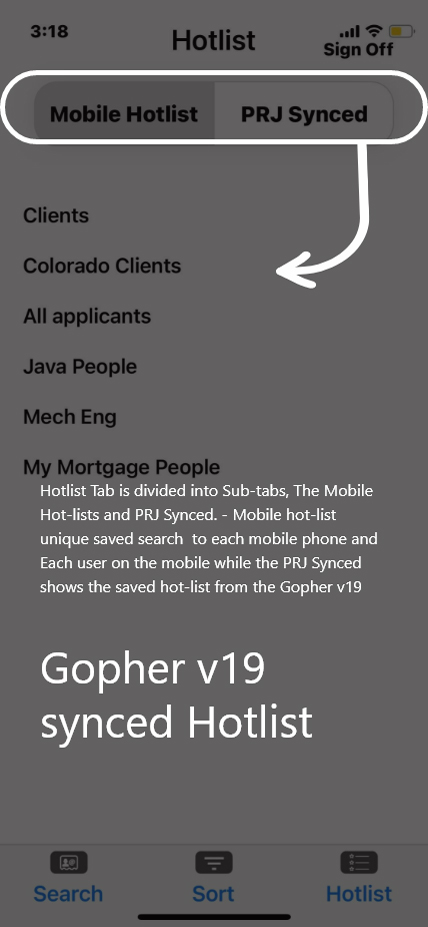 3:18
Hotlist
Sign Off
Mobile Hotlist
PRJ Synced
Clients
Colorado Clients
All applicants
Java People
Mech Eng
My Mortgage People
Hotlist Tab is divided into Sub-tabs, The Mobile
Hot-lists and PRJ Synced. - Mobile hot-list
unique saved search  to each mobile phone and
Each user on the mobile while the PRJ Synced
shows the saved hot-list from the Gopher v19
Gopher v19
synced Hotlist
Search
Sort
Hotlist